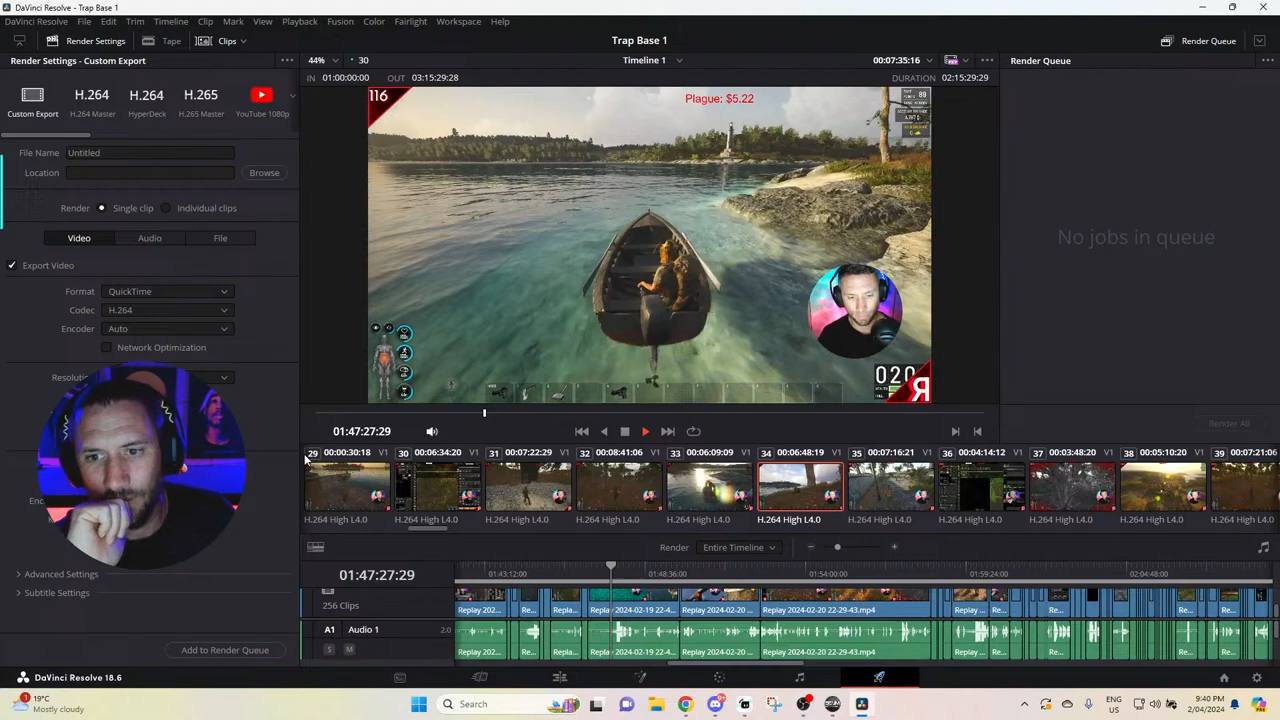 DaVinci Resolve - Trap Base 1
DaVinci Resolve File Edit Trim Timeline Clip Mark View Playback Fusion Color Fairlight Workspace Help
Render Settings Tape Clips Trap Base 1 Render Queue
Render Settings - Custom Export 44% 30 Timeline 1 00:07:35:16 Render Queue
IN 01:00:00:00 OUT 03:15:29:28 DURATION 02:15:29:29
H.264 H.264 H.265
Custom Export H.264 Master YouTube 1080p
116 Plague: $5.22
File Name Untitled
Location Browse
Render Single clip Individual clips
Video Audio File
No jobs in queue
Export Video
Format QuickTime
Codec H.264
Encoder Auto
Network Optimization
020
01:47:27:29
Render All
29 00:00:30:18 V1 30 00:06:34:20 V1 31 00:07:22:29 V1 32 00:08:41:06 V1 33 00:06:09:09 V1 34 00:06:48:19 V1 35 00:07:16:21 V1 36 00:04:14:12 V1 37 00:03:48:20 V1 38 00:05:10:20 V1 39 00:07:21:06
H.264 High L4.0 H.264 High L4.0 H.264 High L4.0 H.264 High L4.0 H.264 High L4.0 H.264 High L4.0 H.264 High L4.0 H.264 High L4.0 H.264 High L4.0 H.264 High L4.0 H.264 High L4.0
Render Entire Timeline
01:47:27:29 01:43:12:00 01:48:36:00 01:54:00:00 01:59:24:00 02:04:48:00
Advanced Settings
Subtitle Settings
256 Clips Replay 202... Re... Repla... Replay 2024-02-19 22-4... Replay 2024-02-20 ... Replay 2024-02-20 22-29-43.mp4 Replay ... Re... Re... Re... Re...
A1 Audio 1 2.0
S M Replay 202... Re... Repla... Replay 2024-02-19 22-4... Replay 2024-02-20 ... Replay 2024-02-20 22-29-43.mp4 Replay ... Re... Re... Re... Re...
Add to Render Queue
DaVinci Resolve 18.6
1 19°C
Mostly cloudy
Search
ENG
US
9:40 PM
2/04/2024